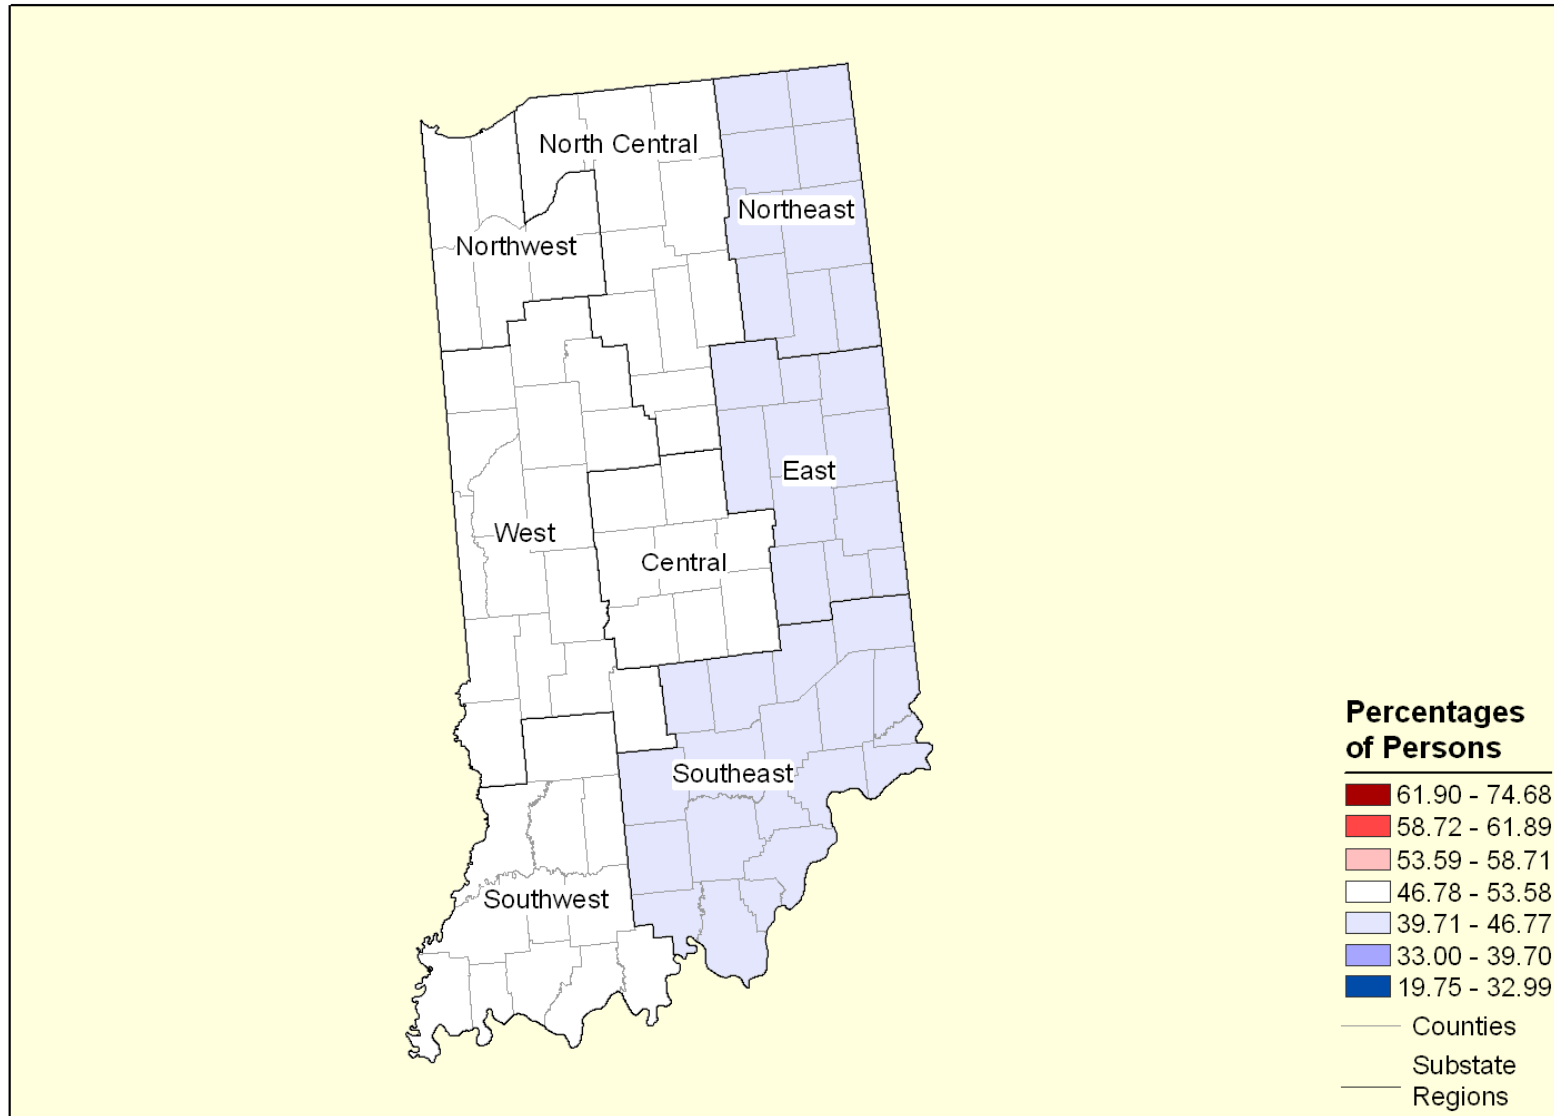 North Central
Northeast
Northwest
East
West
Central
Southeast
Southwest
Percentages
of Persons
61.90 - 74.68
58.72 - 61.89
53.59 - 58.71
46.78 - 53.58
39.71 - 46.77
33.00 - 39.70
19.75 - 32.99
Counties
Substate
Regions